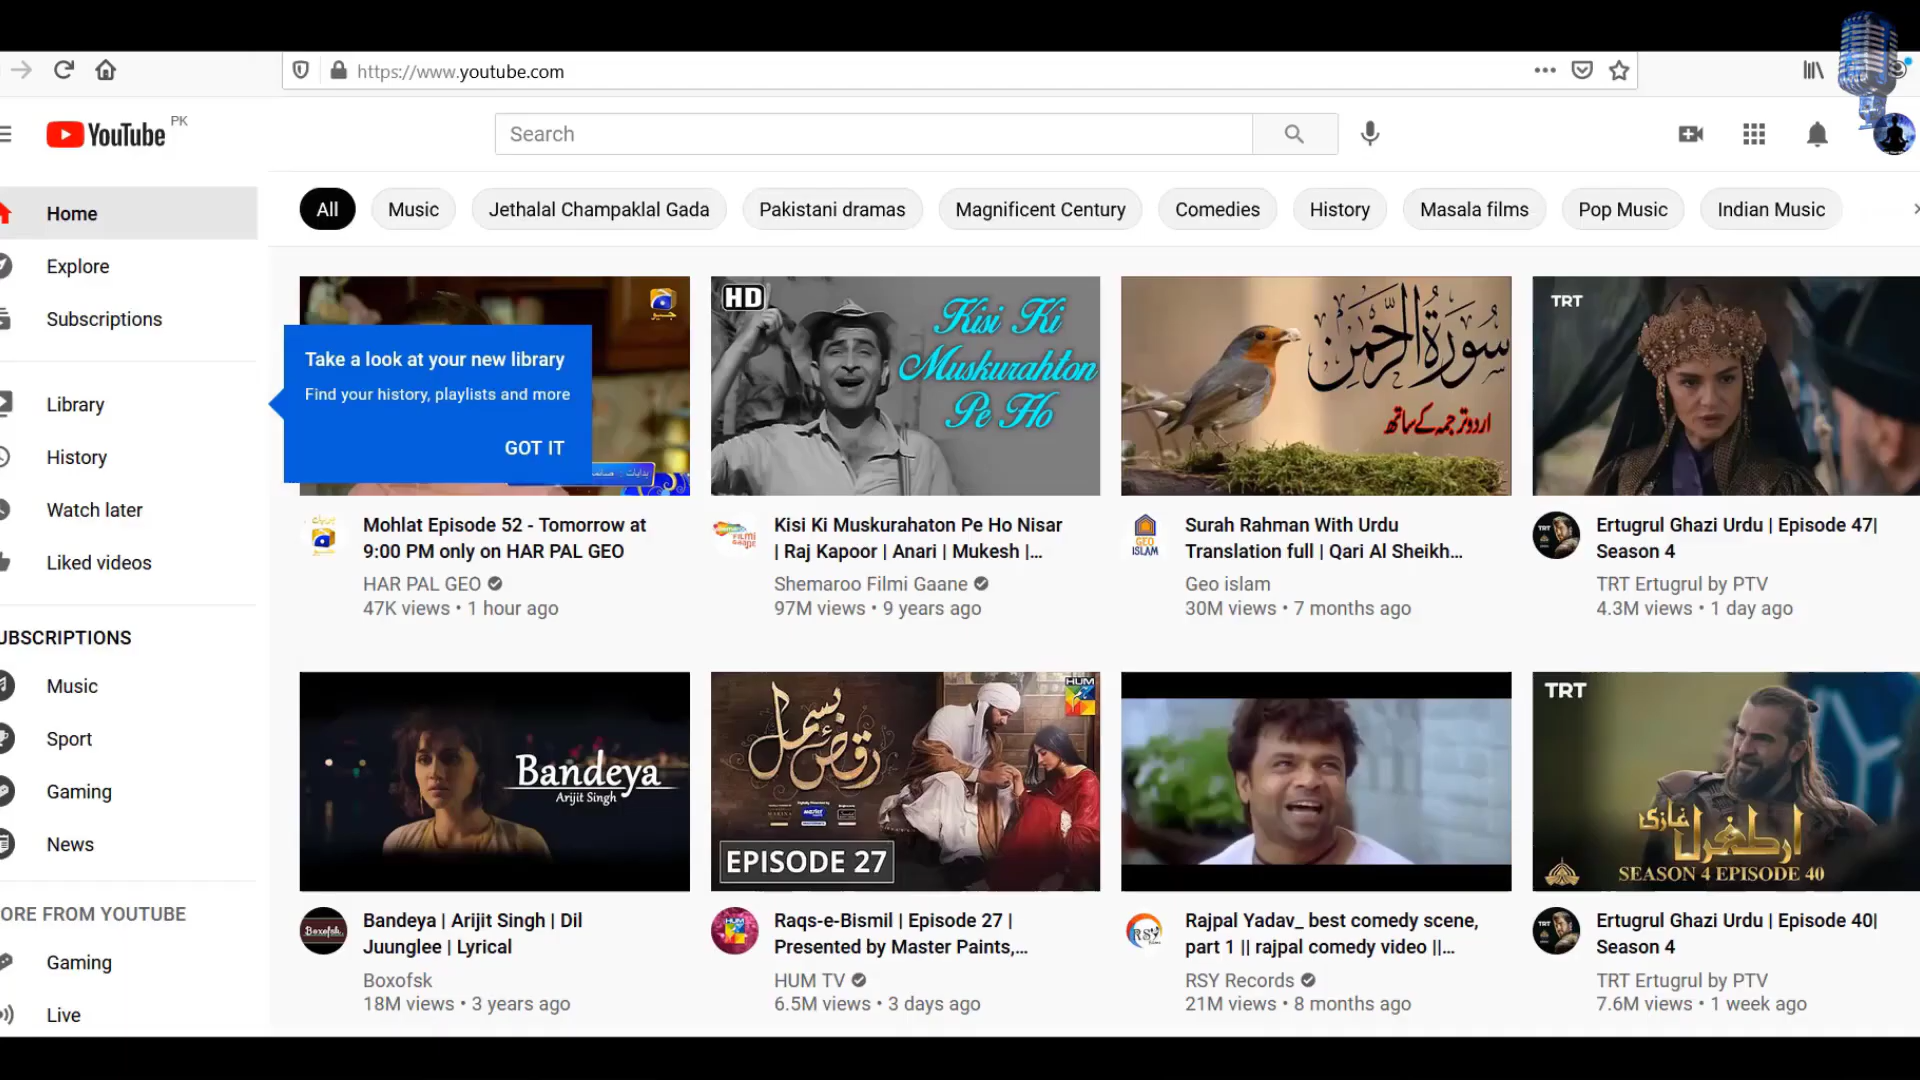 https://www.youtube.com
YouTube PK
Search
Home
Explore
Subscriptions
Library
History
Watch later
Liked videos
UBSCRIPTIONS
Music
Sport
Gaming
News
ORE FROM YOUTUBE
Gaming
Live
All
Music
Jethalal Champaklal Gada
Pakistani dramas
Magnificent Century
Comedies
History
Masala films
Pop Music
Indian Music
Take a look at your new library
Find your history, playlists and more
GOT IT
جیو
HD
Kisi Ki
Muskurahton
Pe Ho
سورة الرحمن
اردو ترجمہ کے ساتھ
TRT
Mohlat Episode 52 - Tomorrow at
9:00 PM only on HAR PAL GEO
HAR PAL GEO
47K views • 1 hour ago
Kisi Ki Muskurahaton Pe Ho Nisar
| Raj Kapoor | Anari | Mukesh |...
Shemaroo Filmi Gaane
97M views • 9 years ago
GEO
ISLAM
Surah Rahman With Urdu
Translation full | Qari Al Sheikh...
Geo islam
30M views • 7 months ago
Ertugrul Ghazi Urdu | Episode 47|
Season 4
TRT Ertugrul by PTV
4.3M views • 1 day ago
Bandeya
Arijit Singh
رقص بسمل
HUM
EPISODE 27
TRT
ارطغرل غازی
SEASON 4 EPISODE 40
Boxofsk
Bandeya | Arijit Singh | Dil
Juunglee | Lyrical
Boxofsk
18M views • 3 years ago
HUM
Raqs-e-Bismil | Episode 27 |
Presented by Master Paints,...
HUM TV
6.5M views • 3 days ago
RSY
Rajpal Yadav_ best comedy scene,
part 1 || rajpal comedy video ||...
RSY Records
21M views • 8 months ago
Ertugrul Ghazi Urdu | Episode 40|
Season 4
TRT Ertugrul by PTV
7.6M views • 1 week ago